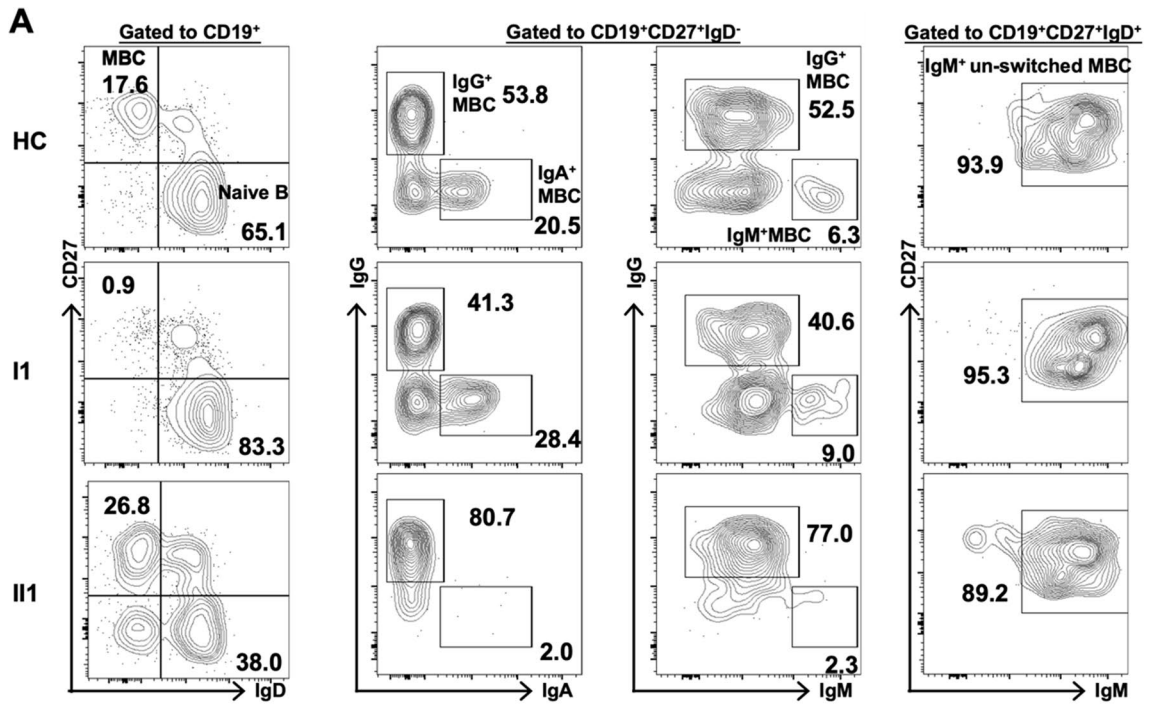 A
Gated to CD19⁺
Gated to CD19⁺CD27⁺IgD⁻
Gated to CD19⁺CD27⁺IgD⁺
HC
MBC
17.6
Naive B
65.1
IgG⁺
MBC 53.8
IgA⁺
MBC
20.5
IgG⁺
MBC
52.5
IgM⁺MBC 6.3
IgM⁺ un-switched MBC
93.9
CD27
IgG
IgG
CD27
I1
0.9
83.3
41.3
28.4
40.6
9.0
95.3
II1
26.8
38.0
80.7
2.0
77.0
2.3
89.2
IgD
IgA
IgM
IgM